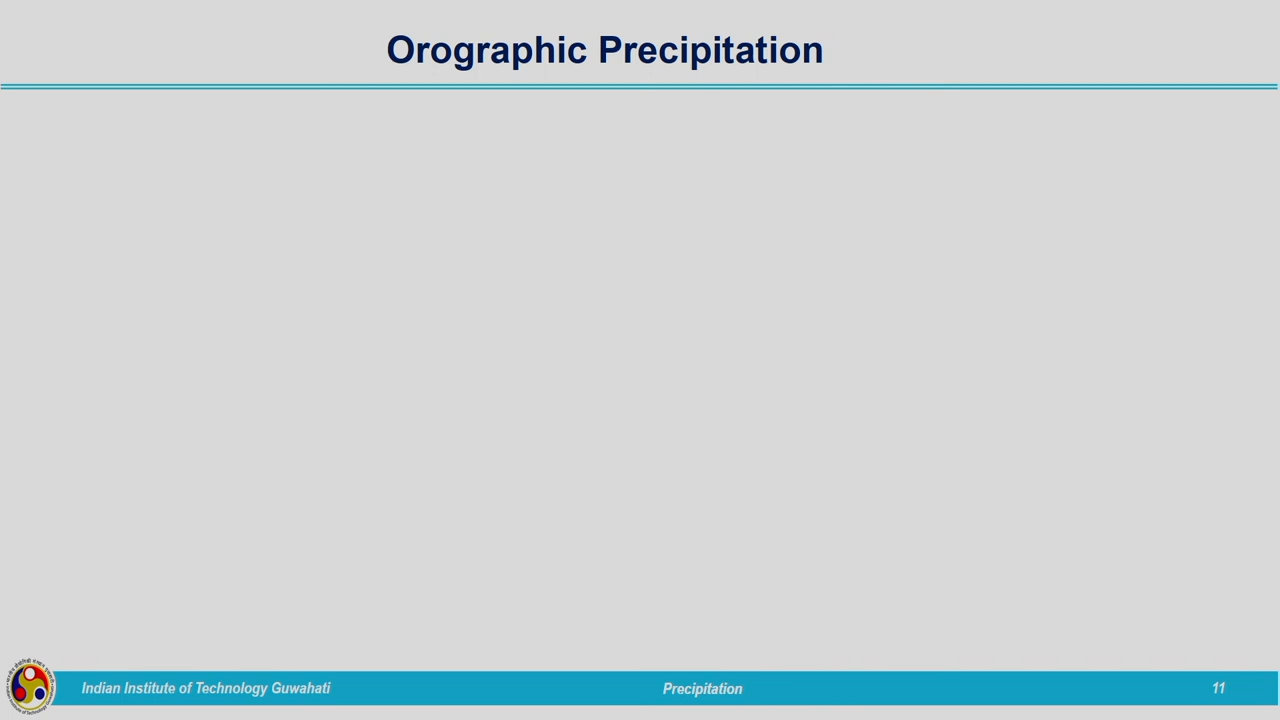 Orographic Precipitation
Indian Institute of Technology Guwahati
Precipitation
11